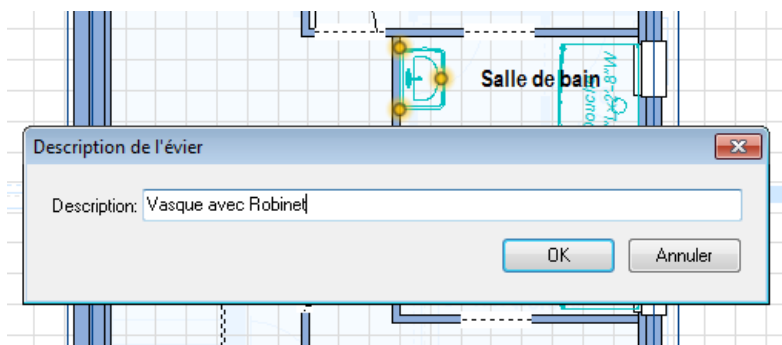 Salle de bain
Description de l'évier
Description: Vasque avec Robinet
OK Annuler